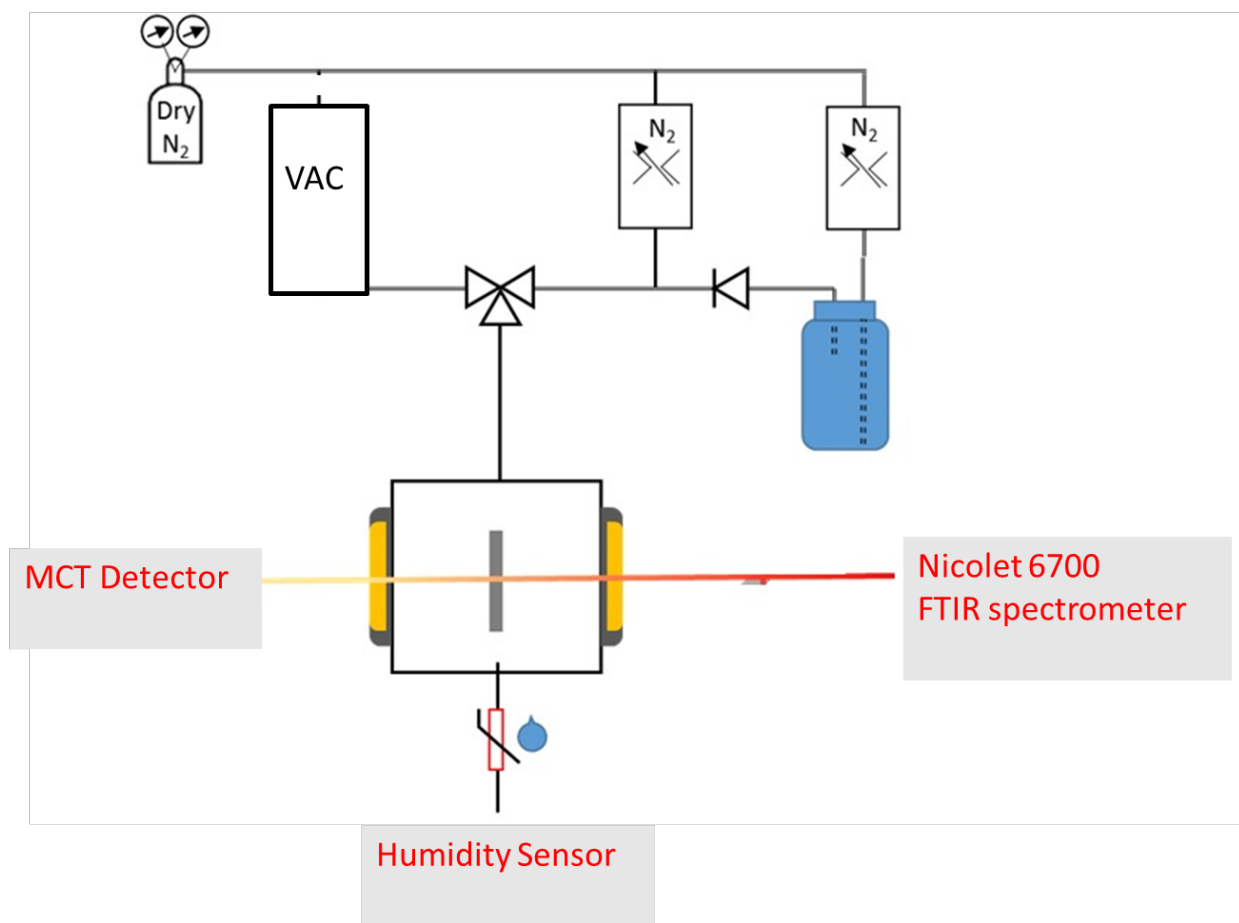 Dry
N₂
VAC
N₂
N₂
MCT Detector
Nicolet 6700
FTIR spectrometer
Humidity Sensor